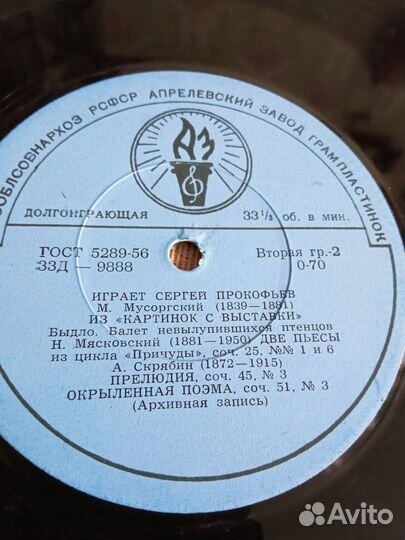 ОБЛСОВНАРХОЗ РСФСР АПРЕЛЕВСКИЙ ЗАВОД ГРАМПЛАСТИНОК
АЗ
ДОЛГОИГРАЮЩАЯ 33⅓ об. в мин.
ГОСТ 5289-56 Вторая гр.-2
33Д — 9888 0-70
ИГРАЕТ СЕРГЕЙ ПРОКОФЬЕВ
М. Мусоргский (1839—1881)
ИЗ «КАРТИНОК С ВЫСТАВКИ»
Быдло. Балет невылупившихся птенцов
Н. Мясковский (1881—1950) ДВЕ ПЬЕСЫ
из цикла «Причуды», соч. 25, №№ 1 и 6
А. Скрябин (1872—1915)
ПРЕЛЮДИЯ, соч. 45, № 3
ОКРЫЛЕННАЯ ПОЭМА, соч. 51, № 3
(Архивная запись)
Avito